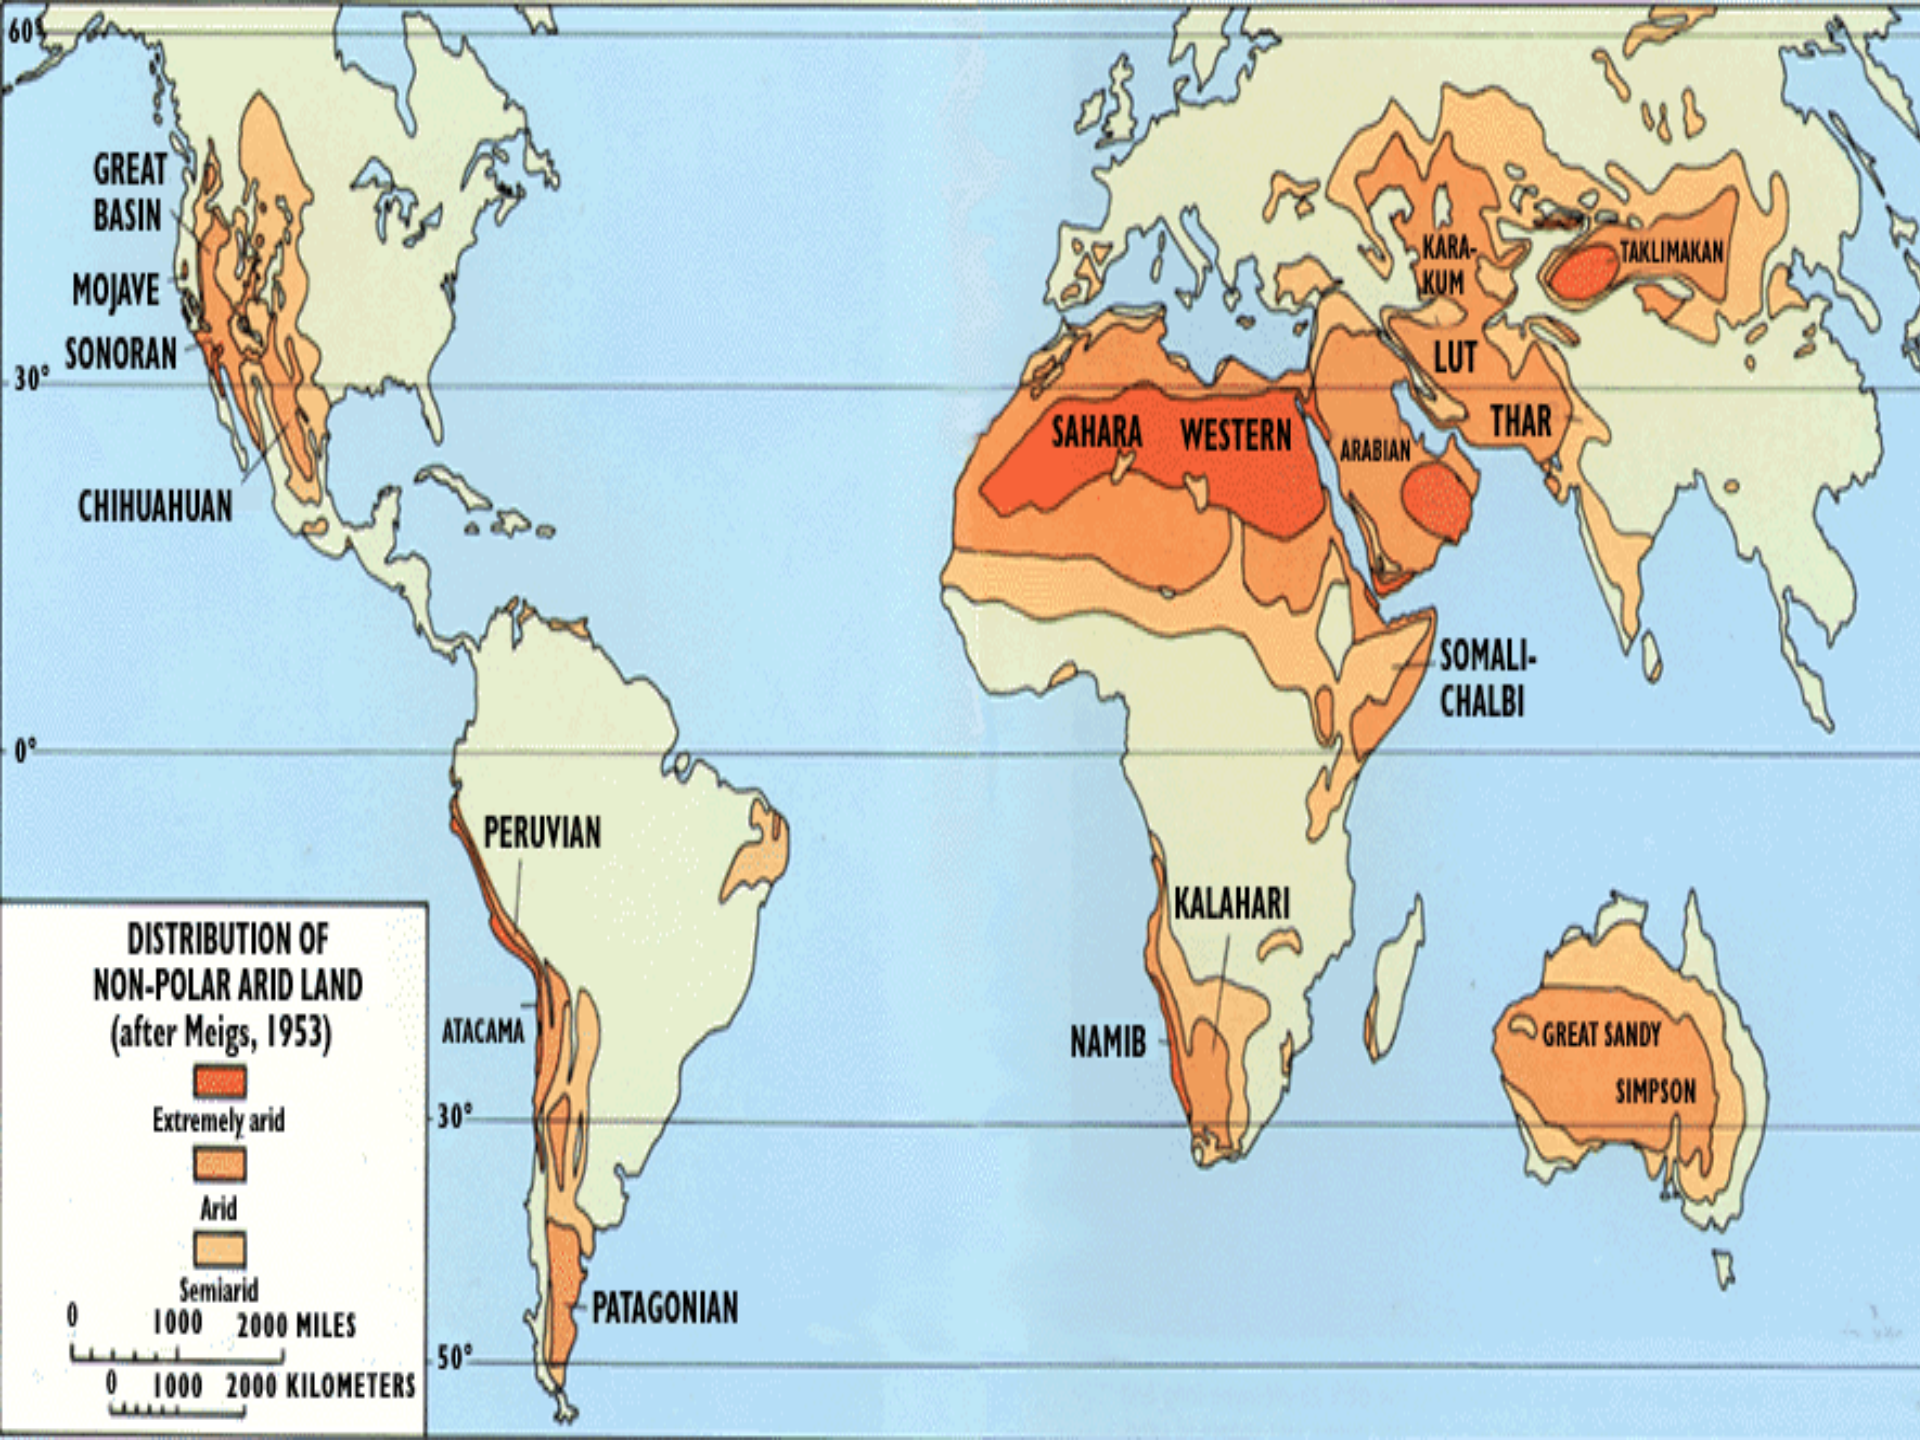 60°
GREAT
BASIN
MOJAVE
SONORAN
30°
CHIHUAHUAN
0°
PERUVIAN
ATACAMA
30°
PATAGONIAN
50°
SAHARA
WESTERN
ARABIAN
KARA-
KUM
TAKLIMAKAN
LUT
THAR
SOMALI-
CHALBI
KALAHARI
NAMIB
GREAT SANDY
SIMPSON
DISTRIBUTION OF
NON-POLAR ARID LAND
(after Meigs, 1953)
Extremely arid
Arid
Semiarid
0 1000 2000 MILES
0 1000 2000 KILOMETERS